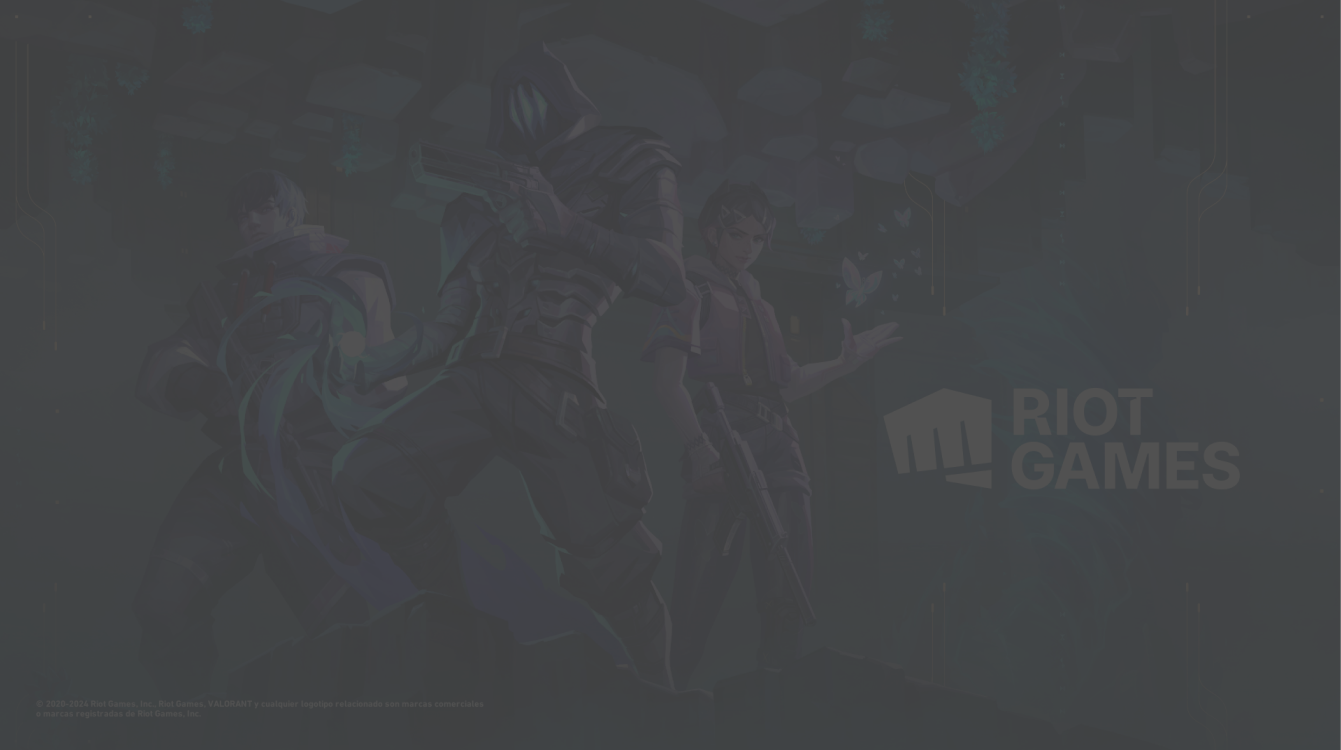 RIOT
GAMES
© 2020-2024 Riot Games, Inc. Riot Games, VALORANT y cualquier logotipo relacionado son marcas comerciales
o marcas registradas de Riot Games, Inc.